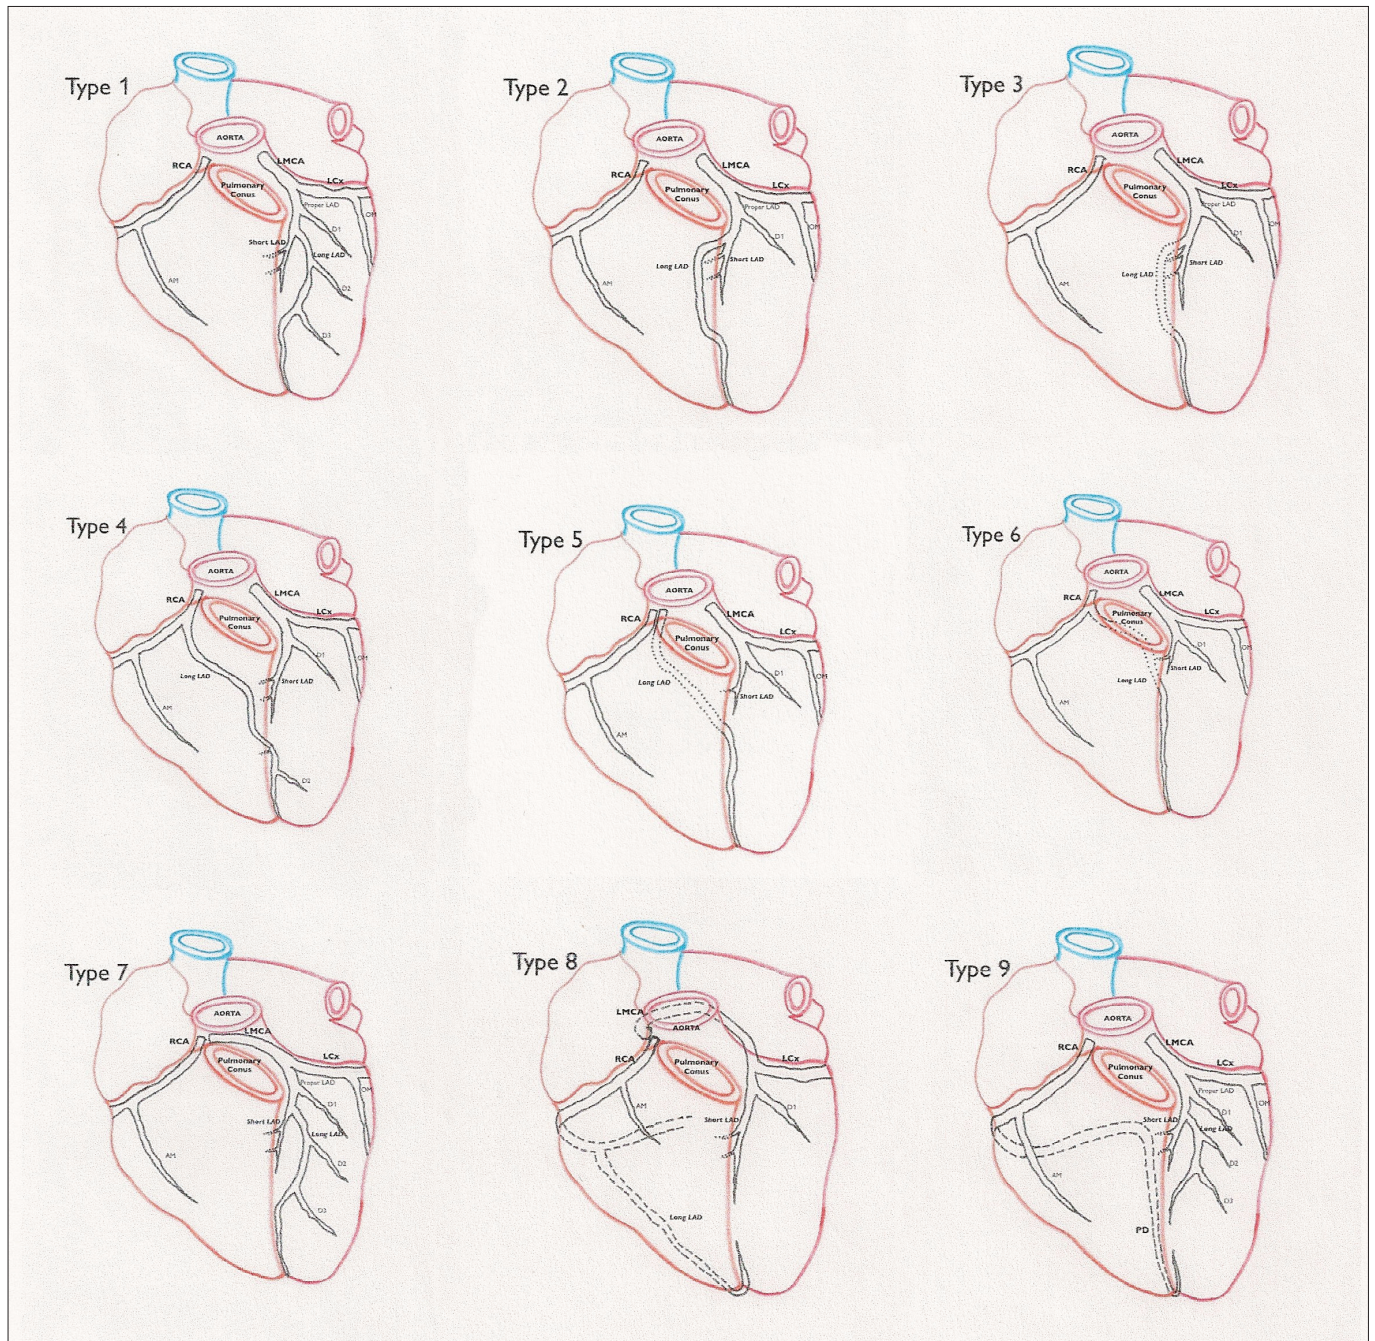 Type 1
AORTA
RCA
LMCA
Pulmonary
Conus
LCx
Proper LAD
OM
D1
Short LAD
Long LAD
AM
D2
D3
Type 2
AORTA
RCA
LMCA
Pulmonary
Conus
LCx
Proper LAD
OM
D1
Long LAD
Short LAD
AM
Type 3
AORTA
RCA
LMCA
Pulmonary
Conus
LCx
Proper LAD
OM
D1
Long LAD
Short LAD
AM
Type 4
AORTA
RCA
LMCA
Pulmonary
Conus
LCx
D1
OM
Long LAD
Short LAD
AM
D2
Type 5
AORTA
RCA
LMCA
Pulmonary
Conus
LCx
D1
OM
Long LAD
Short LAD
AM
Type 6
AORTA
RCA
LMCA
Pulmonary
Conus
LCx
D1
OM
Short LAD
Long LAD
AM
Type 7
AORTA
LMCA
RCA
Pulmonary
Conus
LCx
Proper LAD
OM
D1
Short LAD
Long LAD
AM
D2
D3
Type 8
LMCA
AORTA
RCA
Pulmonary
Conus
LCx
AM
D1
Short LAD
Long LAD
Type 9
AORTA
RCA
LMCA
Pulmonary
Conus
LCx
Proper LAD
OM
D1
Short LAD
Long LAD
AM
D2
D3
PD